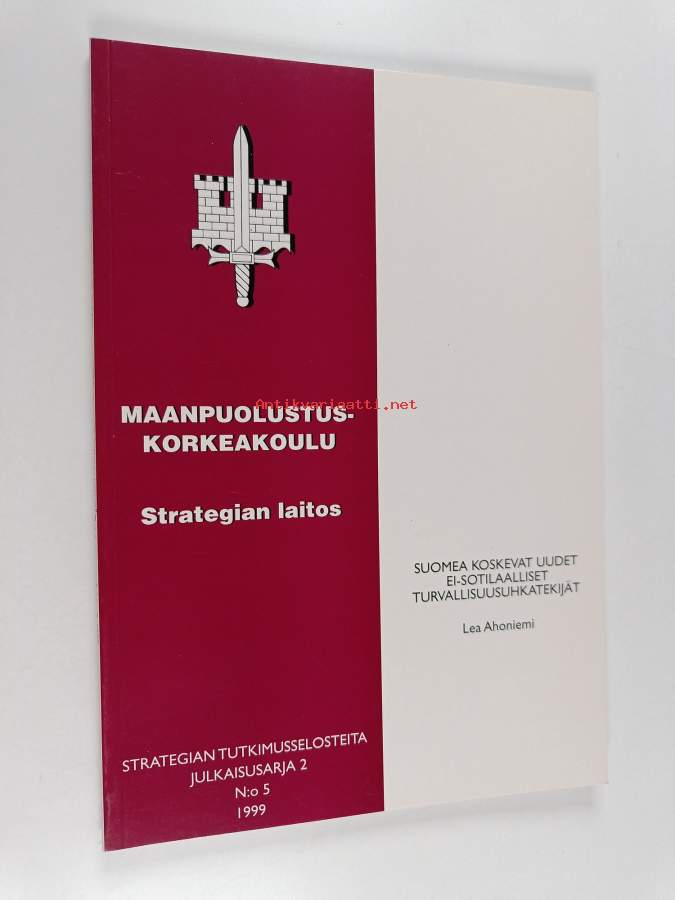 Antikvariaatti.net
MAANPUOLUSTUS-
KORKEAKOULU
Strategian laitos
STRATEGIAN TUTKIMUSSELOSTEITA
JULKAISUSARJA 2
N:o 5
1999
SUOMEA KOSKEVAT UUDET
EI-SOTILAALLISET
TURVALLISUUSUHKATEKIJÄT
Lea Ahoniemi